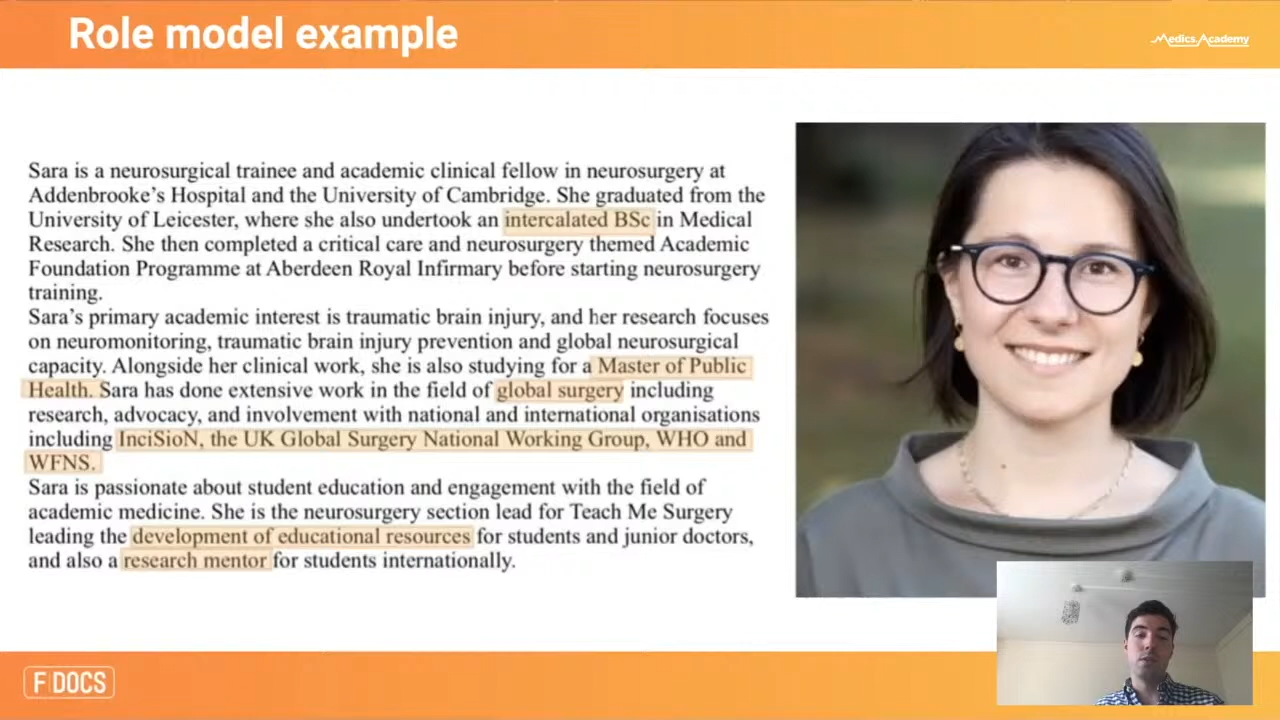 Role model example
Medics.Academy
Sara is a neurosurgical trainee and academic clinical fellow in neurosurgery at
Addenbrooke's Hospital and the University of Cambridge. She graduated from the
University of Leicester, where she also undertook an intercalated BSc in Medical
Research. She then completed a critical care and neurosurgery themed Academic
Foundation Programme at Aberdeen Royal Infirmary before starting neurosurgery
training.
Sara's primary academic interest is traumatic brain injury, and her research focuses
on neuromonitoring, traumatic brain injury prevention and global neurosurgical
capacity. Alongside her clinical work, she is also studying for a Master of Public
Health. Sara has done extensive work in the field of global surgery including
research, advocacy, and involvement with national and international organisations
including InciSioN, the UK Global Surgery National Working Group, WHO and
WFNS.
Sara is passionate about student education and engagement with the field of
academic medicine. She is the neurosurgery section lead for Teach Me Surgery
leading the development of educational resources for students and junior doctors,
and also a research mentor for students internationally.
F DOCS